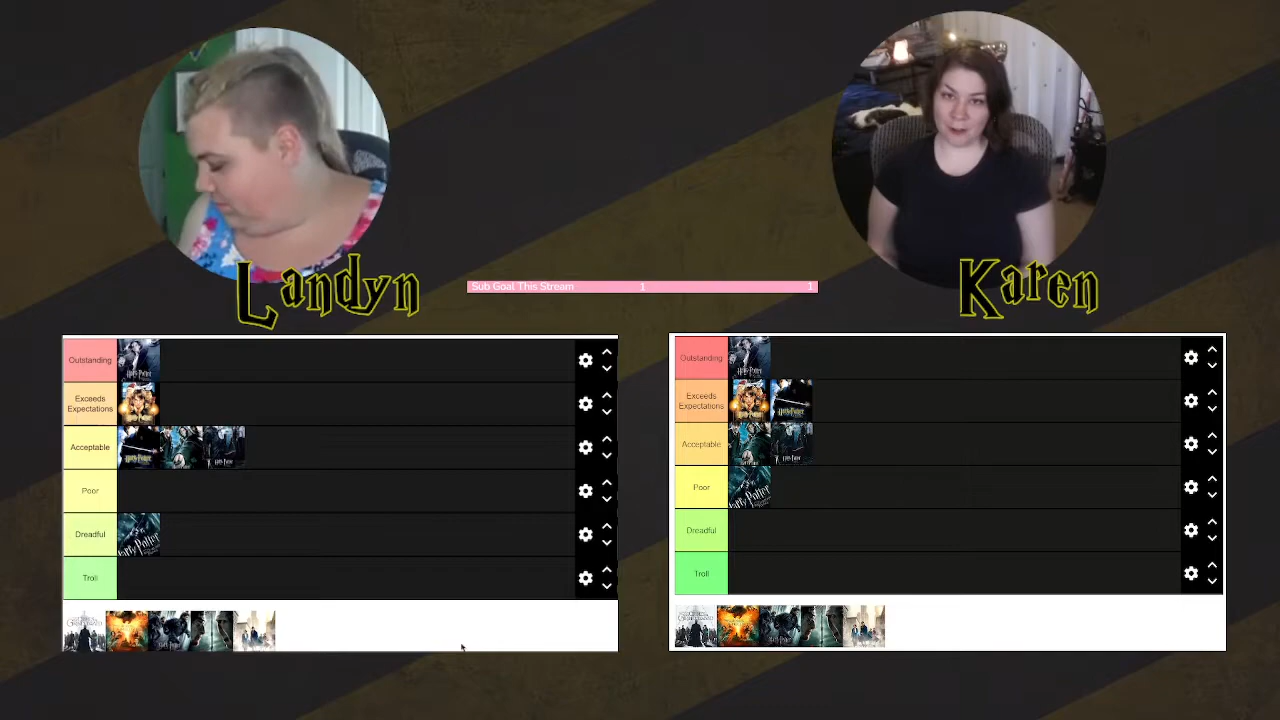 Landyn
Karen
Sub Goal This Stream 1 1
Outstanding
Exceeds
Expectations
Acceptable
Poor
Dreadful
Troll
Outstanding
Exceeds
Expectations
Acceptable
Poor
Dreadful
Troll